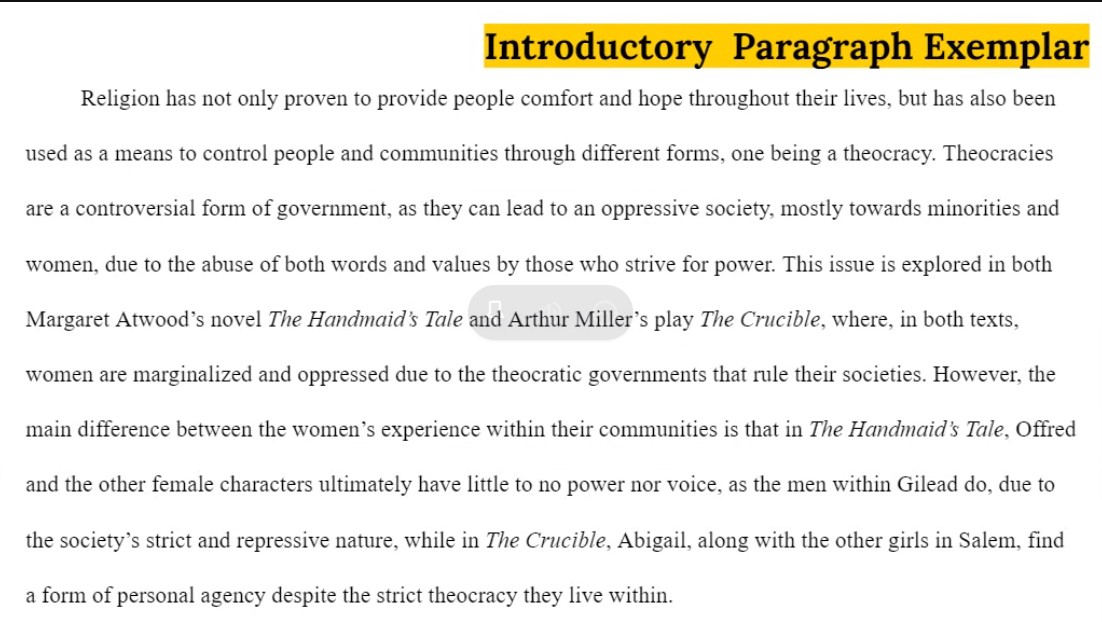 Introductory Paragraph Exemplar
Religion has not only proven to provide people comfort and hope throughout their lives, but has also been
used as a means to control people and communities through different forms, one being a theocracy. Theocracies
are a controversial form of government, as they can lead to an oppressive society, mostly towards minorities and
women, due to the abuse of both words and values by those who strive for power. This issue is explored in both
Margaret Atwood’s novel The Handmaid’s Tale and Arthur Miller’s play The Crucible, where, in both texts,
women are marginalized and oppressed due to the theocratic governments that rule their societies. However, the
main difference between the women’s experience within their communities is that in The Handmaid’s Tale, Offred
and the other female characters ultimately have little to no power nor voice, as the men within Gilead do, due to
the society’s strict and repressive nature, while in The Crucible, Abigail, along with the other girls in Salem, find
a form of personal agency despite the strict theocracy they live within.